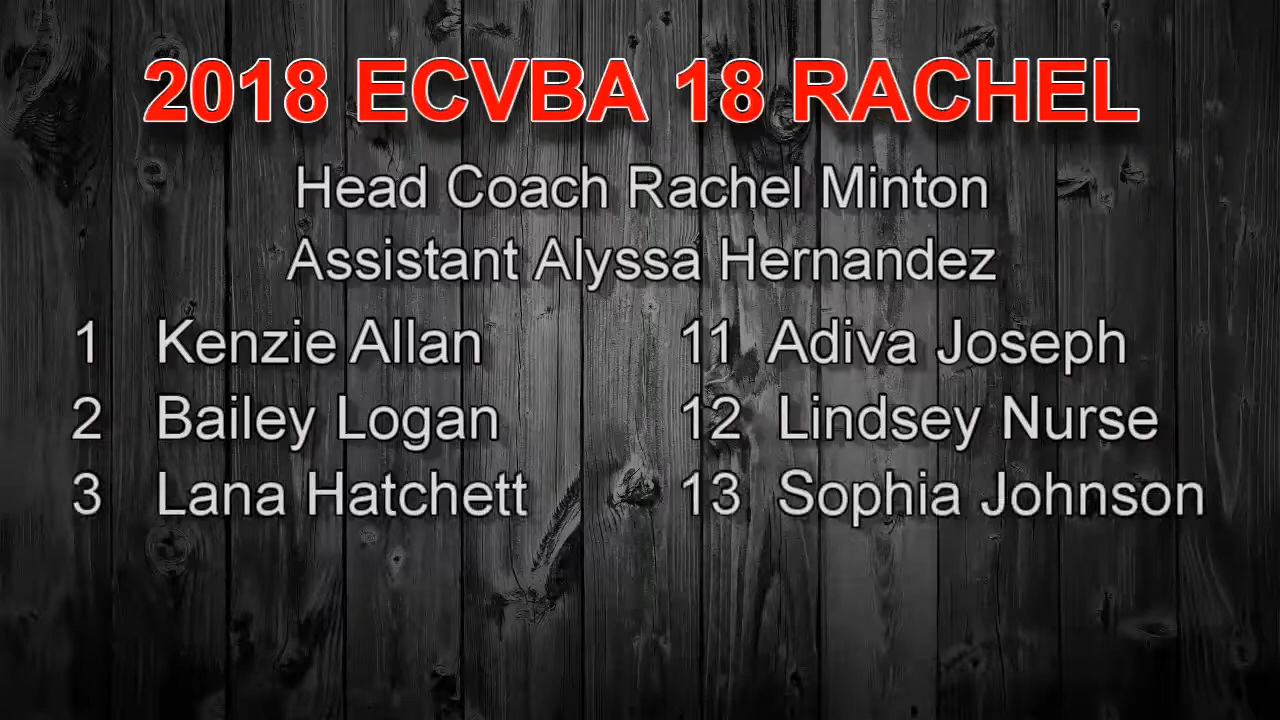 2018 ECVBA 18 RACHEL
Head Coach Rachel Minton
Assistant Alyssa Hernandez
1 Kenzie Allan
11 Adiva Joseph
2 Bailey Logan
12 Lindsey Nurse
3 Lana Hatchett
13 Sophia Johnson